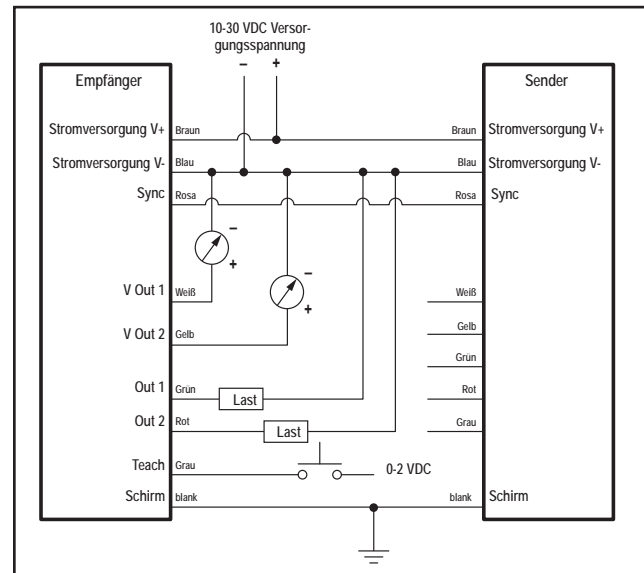 10-30 VDC Versor-
gungsspannung
– +
Empfänger
Sender
Stromversorgung V+ Braun
Braun Stromversorgung V+
Stromversorgung V- Blau
Blau Stromversorgung V-
Sync Rosa
Rosa Sync
–
+
–
+
V Out 1 Weiß
Weiß
V Out 2 Gelb
Gelb
Grün
Out 1 Grün
Last
Rot
Out 2 Rot
Last
Grau
Teach Grau
0-2 VDC
Schirm blank
blank Schirm